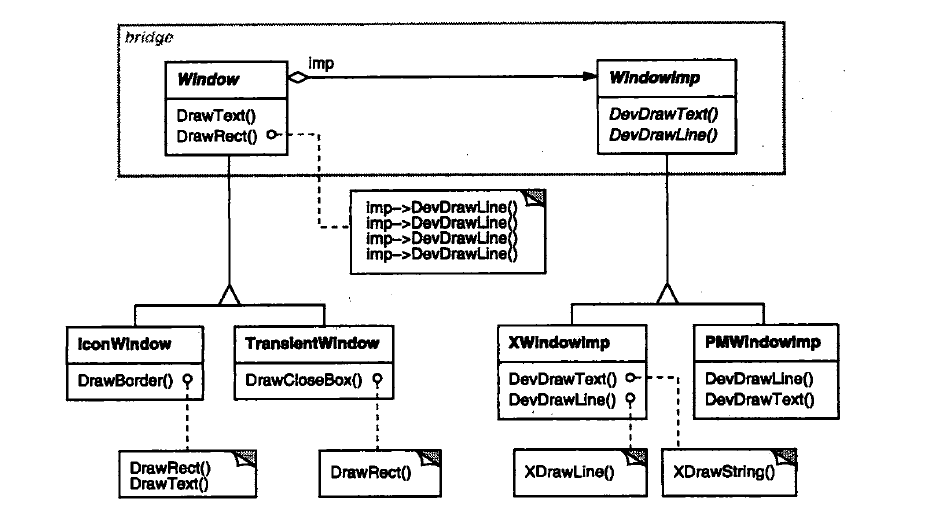 bridge
Window
imp
WindowImp
DrawText()
DrawRect()
DevDrawText()
DevDrawLine()
imp->DevDrawLine()
imp->DevDrawLine()
imp->DevDrawLine()
imp->DevDrawLine()
IconWindow
DrawBorder()
TransientWindow
DrawCloseBox()
XWindowImp
DevDrawText()
DevDrawLine()
PMWindowImp
DevDrawLine()
DevDrawText()
DrawRect()
DrawText()
DrawRect()
XDrawLine()
XDrawString()